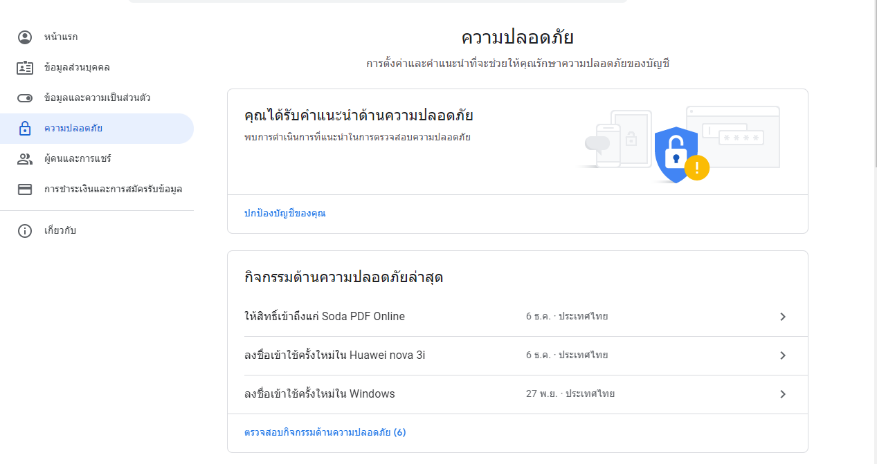 หน้าแรก
ข้อมูลส่วนบุคคล
ข้อมูลและความเป็นส่วนตัว
ความปลอดภัย
ผู้คนและการแชร์
การชำระเงินและการสมัครรับข้อมูล
เกี่ยวกับ
ความปลอดภัย
การตั้งค่าและคำแนะนำที่จะช่วยให้คุณรักษาความปลอดภัยของบัญชี
คุณได้รับคำแนะนำด้านความปลอดภัย
พบการดำเนินการที่แนะนำในการตรวจสอบความปลอดภัย
ปกป้องบัญชีของคุณ
กิจกรรมด้านความปลอดภัยล่าสุด
ให้สิทธิ์เข้าถึงแก่ Soda PDF Online 6 ธ.ค. · ประเทศไทย
ลงชื่อเข้าใช้ครั้งใหม่ใน Huawei nova 3i 6 ธ.ค. · ประเทศไทย
ลงชื่อเข้าใช้ครั้งใหม่ใน Windows 27 พ.ย. · ประเทศไทย
ตรวจสอบกิจกรรมด้านความปลอดภัย (6)